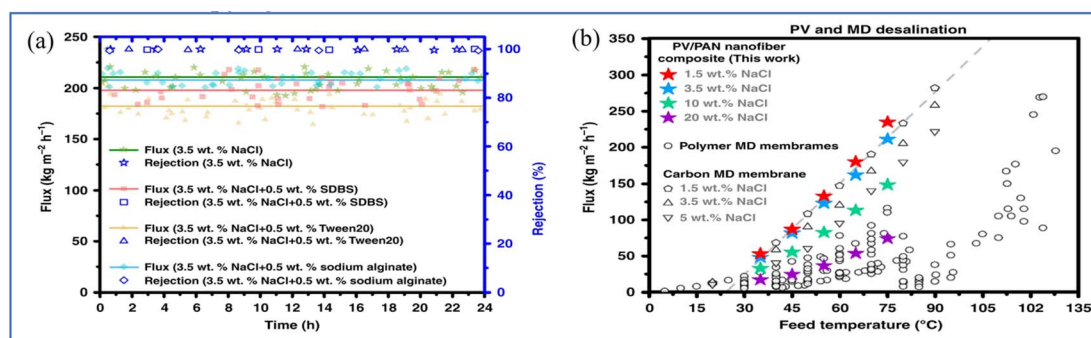 (a)
250
200
150
100
50
0
Flux (kg m⁻² h⁻¹)
Flux (3.5 wt. % NaCl)
Rejection (3.5 wt. % NaCl)
Flux (3.5 wt. % NaCl+0.5 wt. % SDBS)
Rejection (3.5 wt. % NaCl+0.5 wt. % SDBS)
Flux (3.5 wt. % NaCl+0.5 wt. % Tween20)
Rejection (3.5 wt. % NaCl+0.5 wt. % Tween20)
Flux (3.5 wt. % NaCl+0.5 wt. % sodium alginate)
Rejection (3.5 wt. % NaCl+0.5 wt. % sodium alginate)
100
80
60
40
20
0
Rejection (%)
0 2 4 6 8 10 12 14 16 18 20 22 24
Time (h)
(b)
PV and MD desalination
350
300
250
200
150
100
50
0
Flux (kg m⁻² h⁻¹)
PV/PAN nanofiber
composite (This work)
1.5 wt.% NaCl
3.5 wt.% NaCl
10 wt.% NaCl
20 wt.% NaCl
Polymer MD membrames
Carbon MD membrane
1.5 wt.% NaCl
3.5 wt.% NaCl
5 wt.% NaCl
0 15 30 45 60 75 90 105 120 135
Feed temperature (°C)